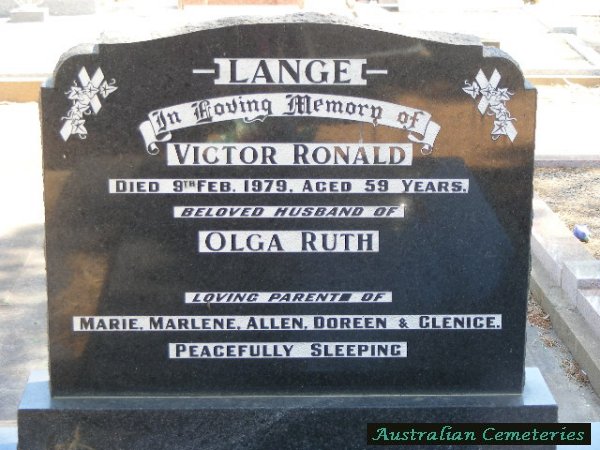 LANGE
In Loving Memory of
VICTOR RONALD
DIED 9TH FEB. 1979, AGED 59 YEARS.
BELOVED HUSBAND OF
OLGA RUTH
LOVING PARENTS OF
MARIE, MARLENE, ALLEN, DOREEN & GLENICE.
PEACEFULLY SLEEPING
Australian Cemeteries